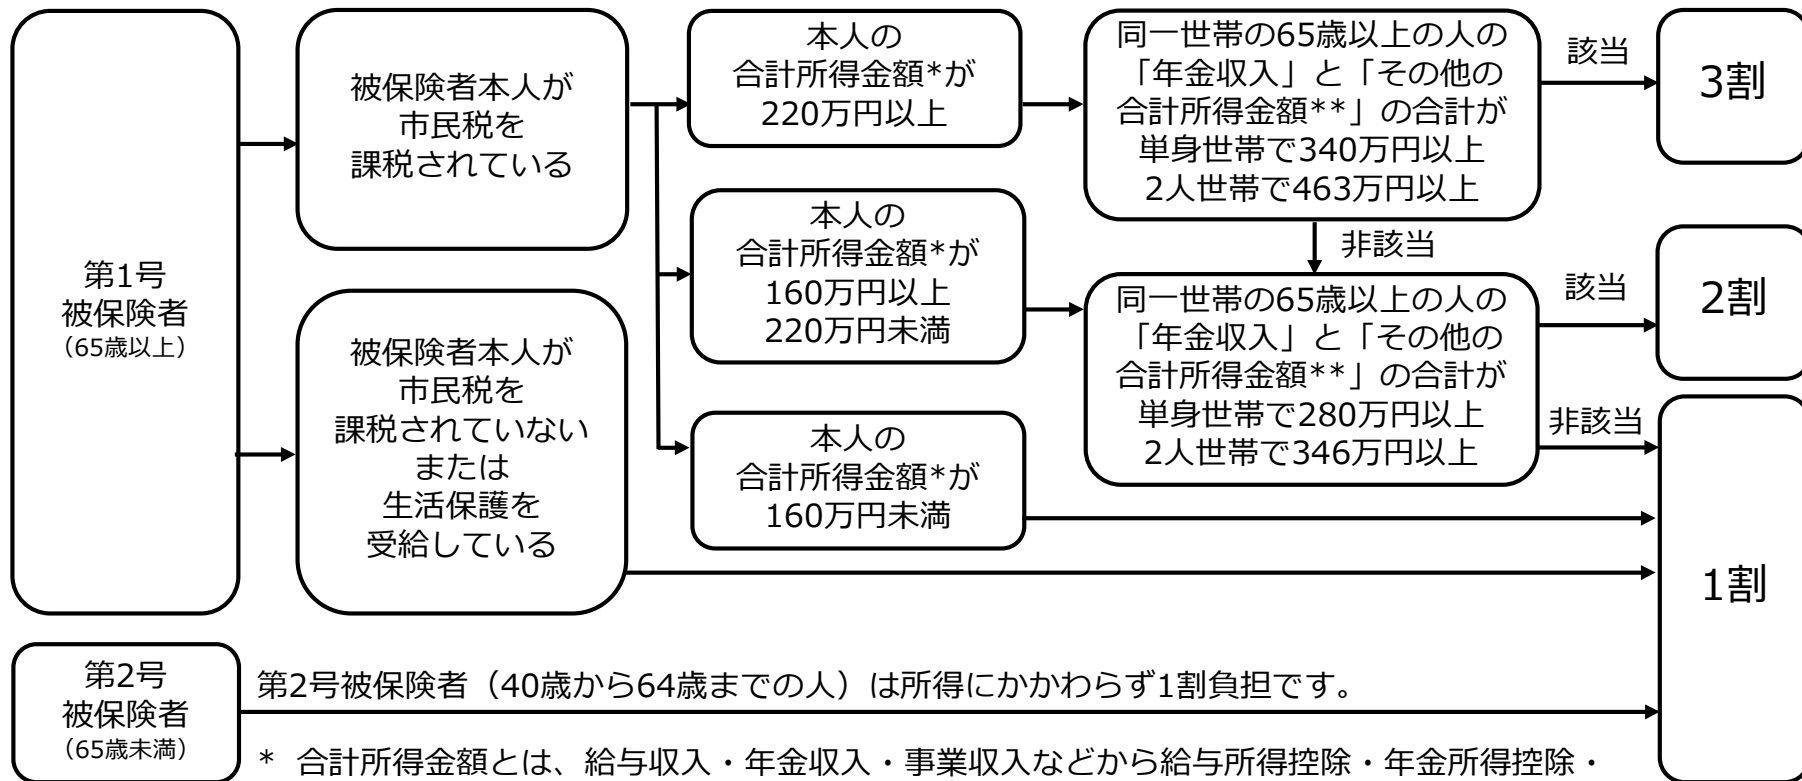 第1号
被保険者
（65歳以上）
被保険者本人が
市民税を
課税されている
被保険者本人が
市民税を
課税されていない
または
生活保護を
受給している
本人の
合計所得金額*が
220万円以上
本人の
合計所得金額*が
160万円以上
220万円未満
本人の
合計所得金額*が
160万円未満
同一世帯の65歳以上の人の
「年金収入」と「その他の
合計所得金額**」の合計が
単身世帯で340万円以上
2人世帯で463万円以上
該当
3割
非該当
同一世帯の65歳以上の人の
「年金収入」と「その他の
合計所得金額**」の合計が
単身世帯で280万円以上
2人世帯で346万円以上
該当
2割
非該当
1割
第2号
被保険者
（65歳未満）
第2号被保険者（40歳から64歳までの人）は所得にかかわらず1割負担です。
* 合計所得金額とは、給与収入・年金収入・事業収入などから給与所得控除・年金所得控除・